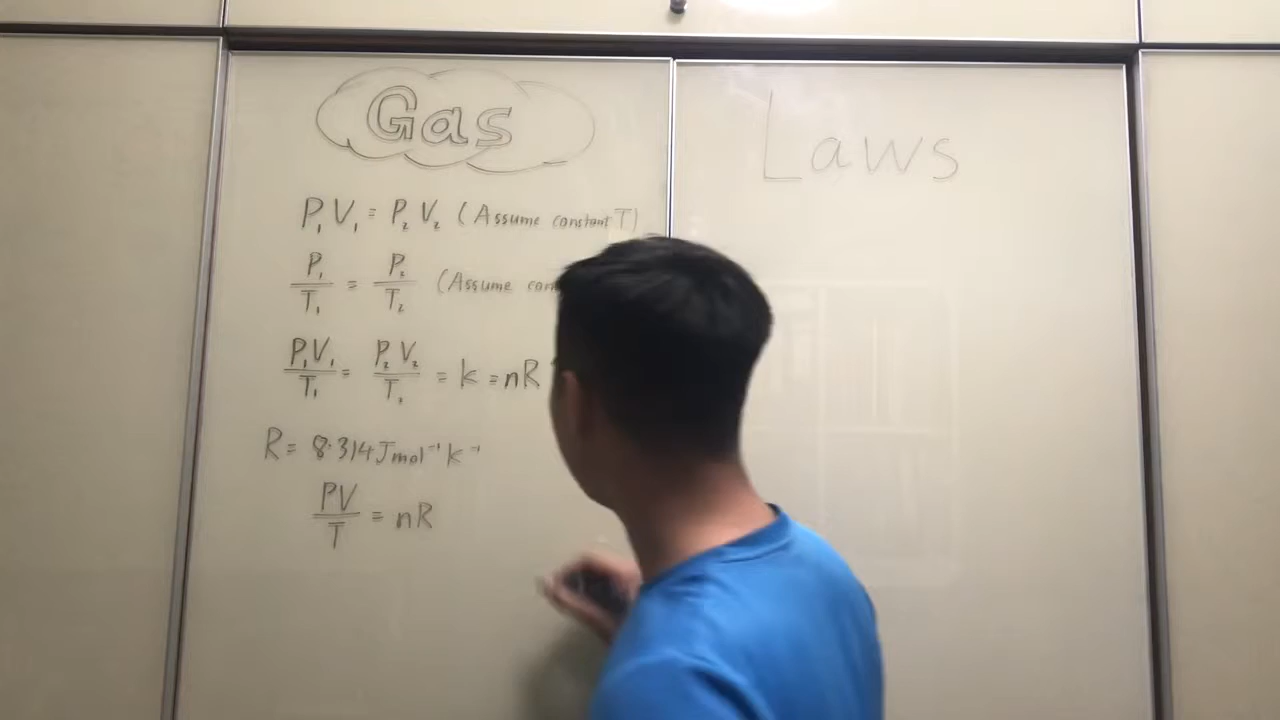 Gas Laws
P₁V₁ = P₂V₂ (Assume constant T)
P₁/T₁ = P₂/T₂ (Assume
P₁V₁/T₁ = P₂V₂/T₂ = k = nR
R = 8.314 Jmol⁻¹ k⁻¹
PV/T = nR